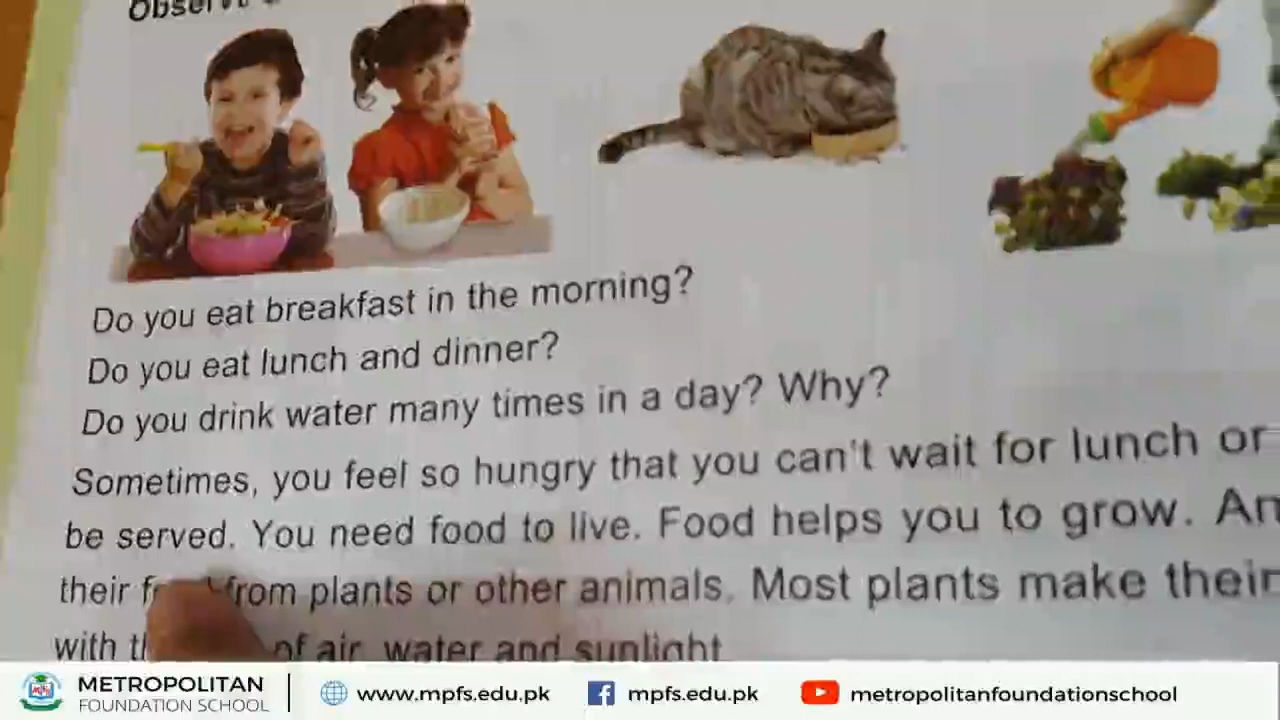 Do you eat breakfast in the morning?
Do you eat lunch and dinner?
Do you drink water many times in a day? Why?
Sometimes, you feel so hungry that you can't wait for lunch or
be served. You need food to live. Food helps you to grow. An
their from plants or other animals. Most plants make their
with of air, water and sunlight
METROPOLITAN
FOUNDATION SCHOOL
www.mpfs.edu.pk
mpfs.edu.pk
metropolitanfoundationschool